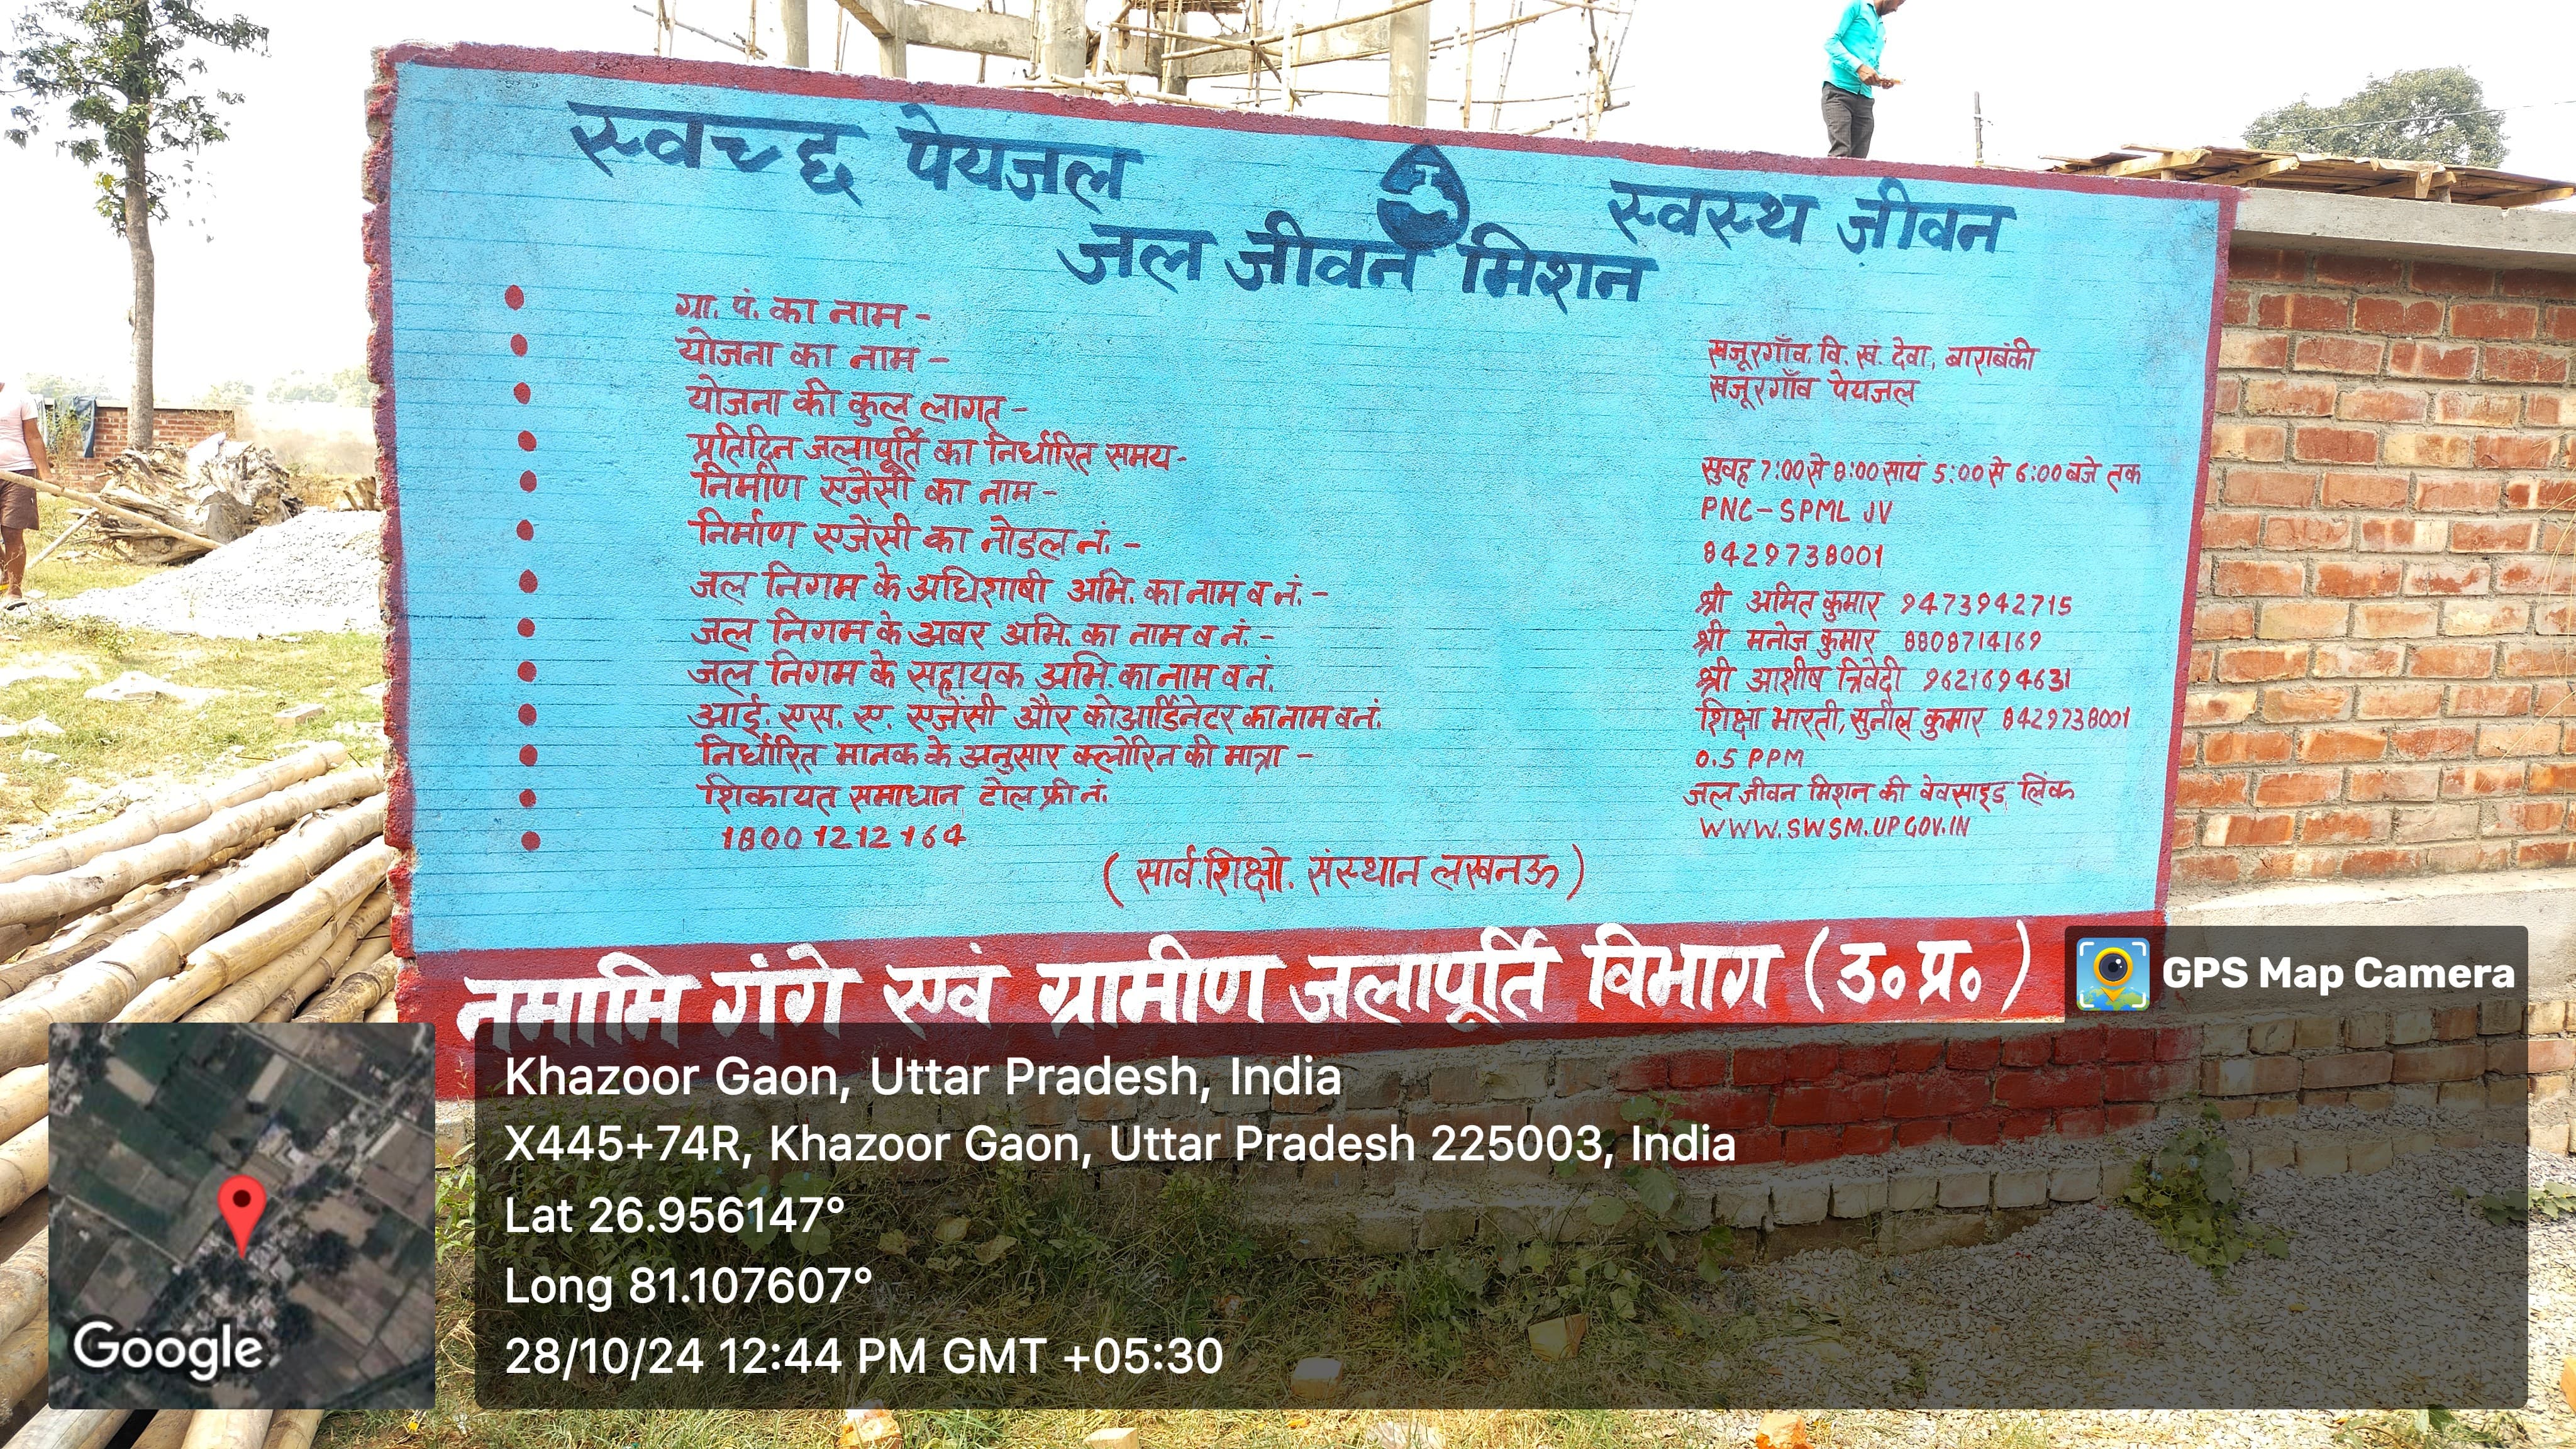 स्वच्छ पेयजल
स्वस्थ जीवन
जल जीवन मिशन
ग्रा. पं. का नाम -
खजूरगाँव, वि. खं. देवा, बाराबंकी
योजना का नाम -
खजूरगाँव पेयजल
योजना की कुल लागत -
प्रतिदिन जलापूर्ति का निर्धारित समय-
सुबह 7:00 से 8:00 सायं 5:00 से 6:00 बजे तक
निर्माण एजेंसी का नाम -
PNC-SPML JV
निर्माण एजेंसी का नोडल नं. -
8429738001
जल निगम के अधिशाषी अभि. का नाम व नं. -
श्री अमित कुमार 9473942715
जल निगम के अवर अभि. का नाम व नं. -
श्री मनोज कुमार 8808714169
जल निगम के सहायक अभि. का नाम व नं.
श्री आशीष त्रिवेदी 9621694631
आई. एस. ए. एजेंसी और कोआर्डिनेटर का नाम व नं.
शिक्षा भारती, सुनील कुमार 8429738001
निर्धारित मानक के अनुसार क्लोरिन की मात्रा -
0.5 PPM
शिकायत समाधान टोल फ्री नं.
जल जीवन मिशन की वेवसाइड लिंक
1800 1212 164
WWW.SWSM.UPGOV.IN
( सार्व. शिक्षो. संस्थान लखनऊ )
नमामि गंगे एवं ग्रामीण जलापूर्ति विभाग (उ०प्र०)
GPS Map Camera
Khazoor Gaon, Uttar Pradesh, India
X445+74R, Khazoor Gaon, Uttar Pradesh 225003, India
Lat 26.956147°
Long 81.107607°
28/10/24 12:44 PM GMT +05:30
Google